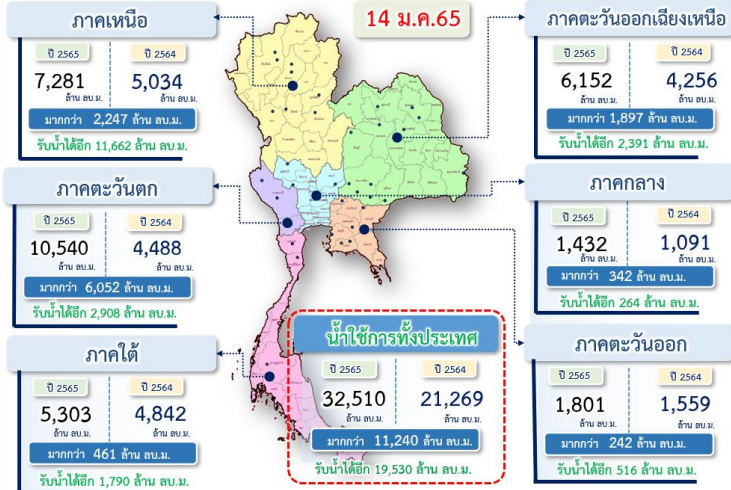 14 ม.ค.65
ภาคเหนือ
ปี 2565 ปี 2564
7,281 5,034
ล้าน ลบ.ม. ล้าน ลบ.ม.
มากกว่า 2,247 ล้าน ลบ.ม.
รับน้ำได้อีก 11,662 ล้าน ลบ.ม.
ภาคตะวันออกเฉียงเหนือ
ปี 2565 ปี 2564
6,152 4,256
ล้าน ลบ.ม. ล้าน ลบ.ม.
มากกว่า 1,897 ล้าน ลบ.ม.
รับน้ำได้อีก 2,391 ล้าน ลบ.ม.
ภาคตะวันตก
ปี 2565 ปี 2564
10,540 4,488
ล้าน ลบ.ม. ล้าน ลบ.ม.
มากกว่า 6,052 ล้าน ลบ.ม.
รับน้ำได้อีก 2,908 ล้าน ลบ.ม.
ภาคกลาง
ปี 2565 ปี 2564
1,432 1,091
ล้าน ลบ.ม. ล้าน ลบ.ม.
มากกว่า 342 ล้าน ลบ.ม.
รับน้ำได้อีก 264 ล้าน ลบ.ม.
ภาคใต้
ปี 2565 ปี 2564
5,303 4,842
ล้าน ลบ.ม. ล้าน ลบ.ม.
มากกว่า 461 ล้าน ลบ.ม.
รับน้ำได้อีก 1,790 ล้าน ลบ.ม.
น้ำใช้การทั้งประเทศ
ปี 2565 ปี 2564
32,510 21,269
ล้าน ลบ.ม. ล้าน ลบ.ม.
มากกว่า 11,240 ล้าน ลบ.ม.
รับน้ำได้อีก 19,530 ล้าน ลบ.ม.
ภาคตะวันออก
ปี 2565 ปี 2564
1,801 1,559
ล้าน ลบ.ม. ล้าน ลบ.ม.
มากกว่า 242 ล้าน ลบ.ม.
รับน้ำได้อีก 516 ล้าน ลบ.ม.